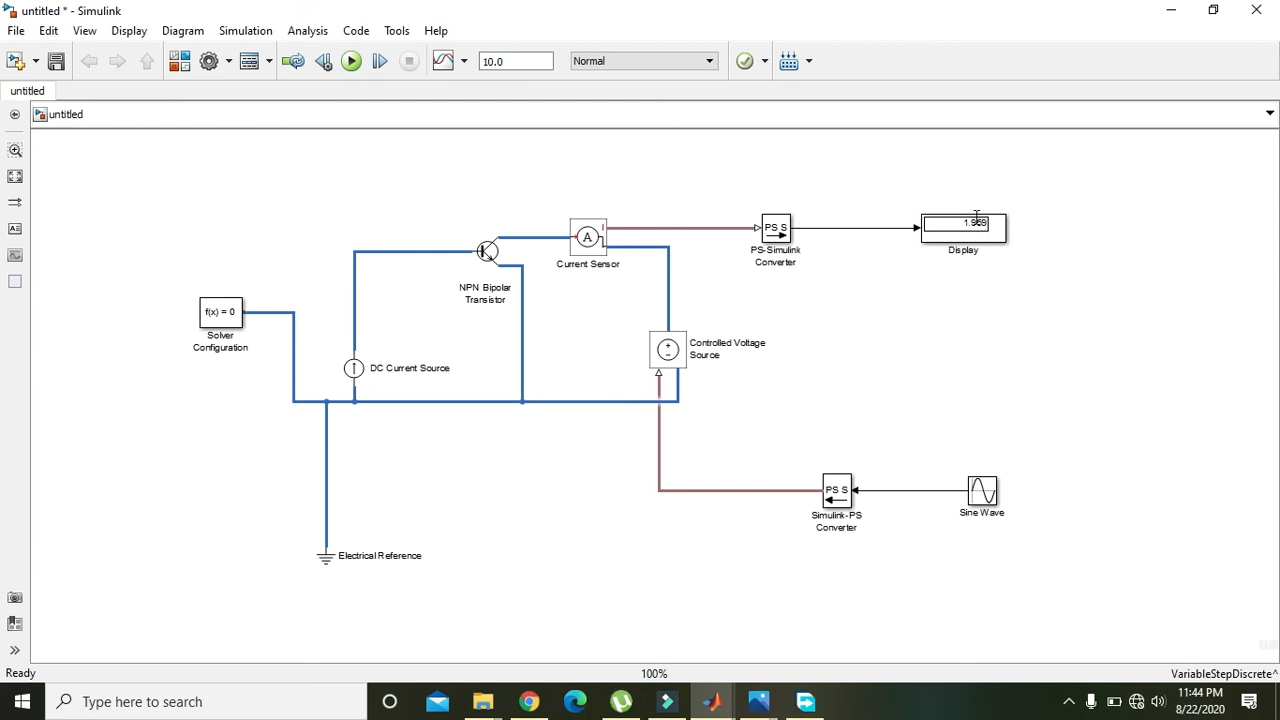 untitled * - Simulink
File Edit View Display Diagram Simulation Analysis Code Tools Help
10.0
Normal
untitled
untitled
A
PS S
Display
PS-Simulink
Converter
Current Sensor
NPN Bipolar
Transistor
f(x) = 0
Solver
Configuration
Controlled Voltage
Source
DC Current Source
PS S
Simulink-PS
Converter
Sine Wave
Electrical Reference
Ready
100%
VariableStepDiscrete^
Type here to search
11:44 PM
8/22/2020